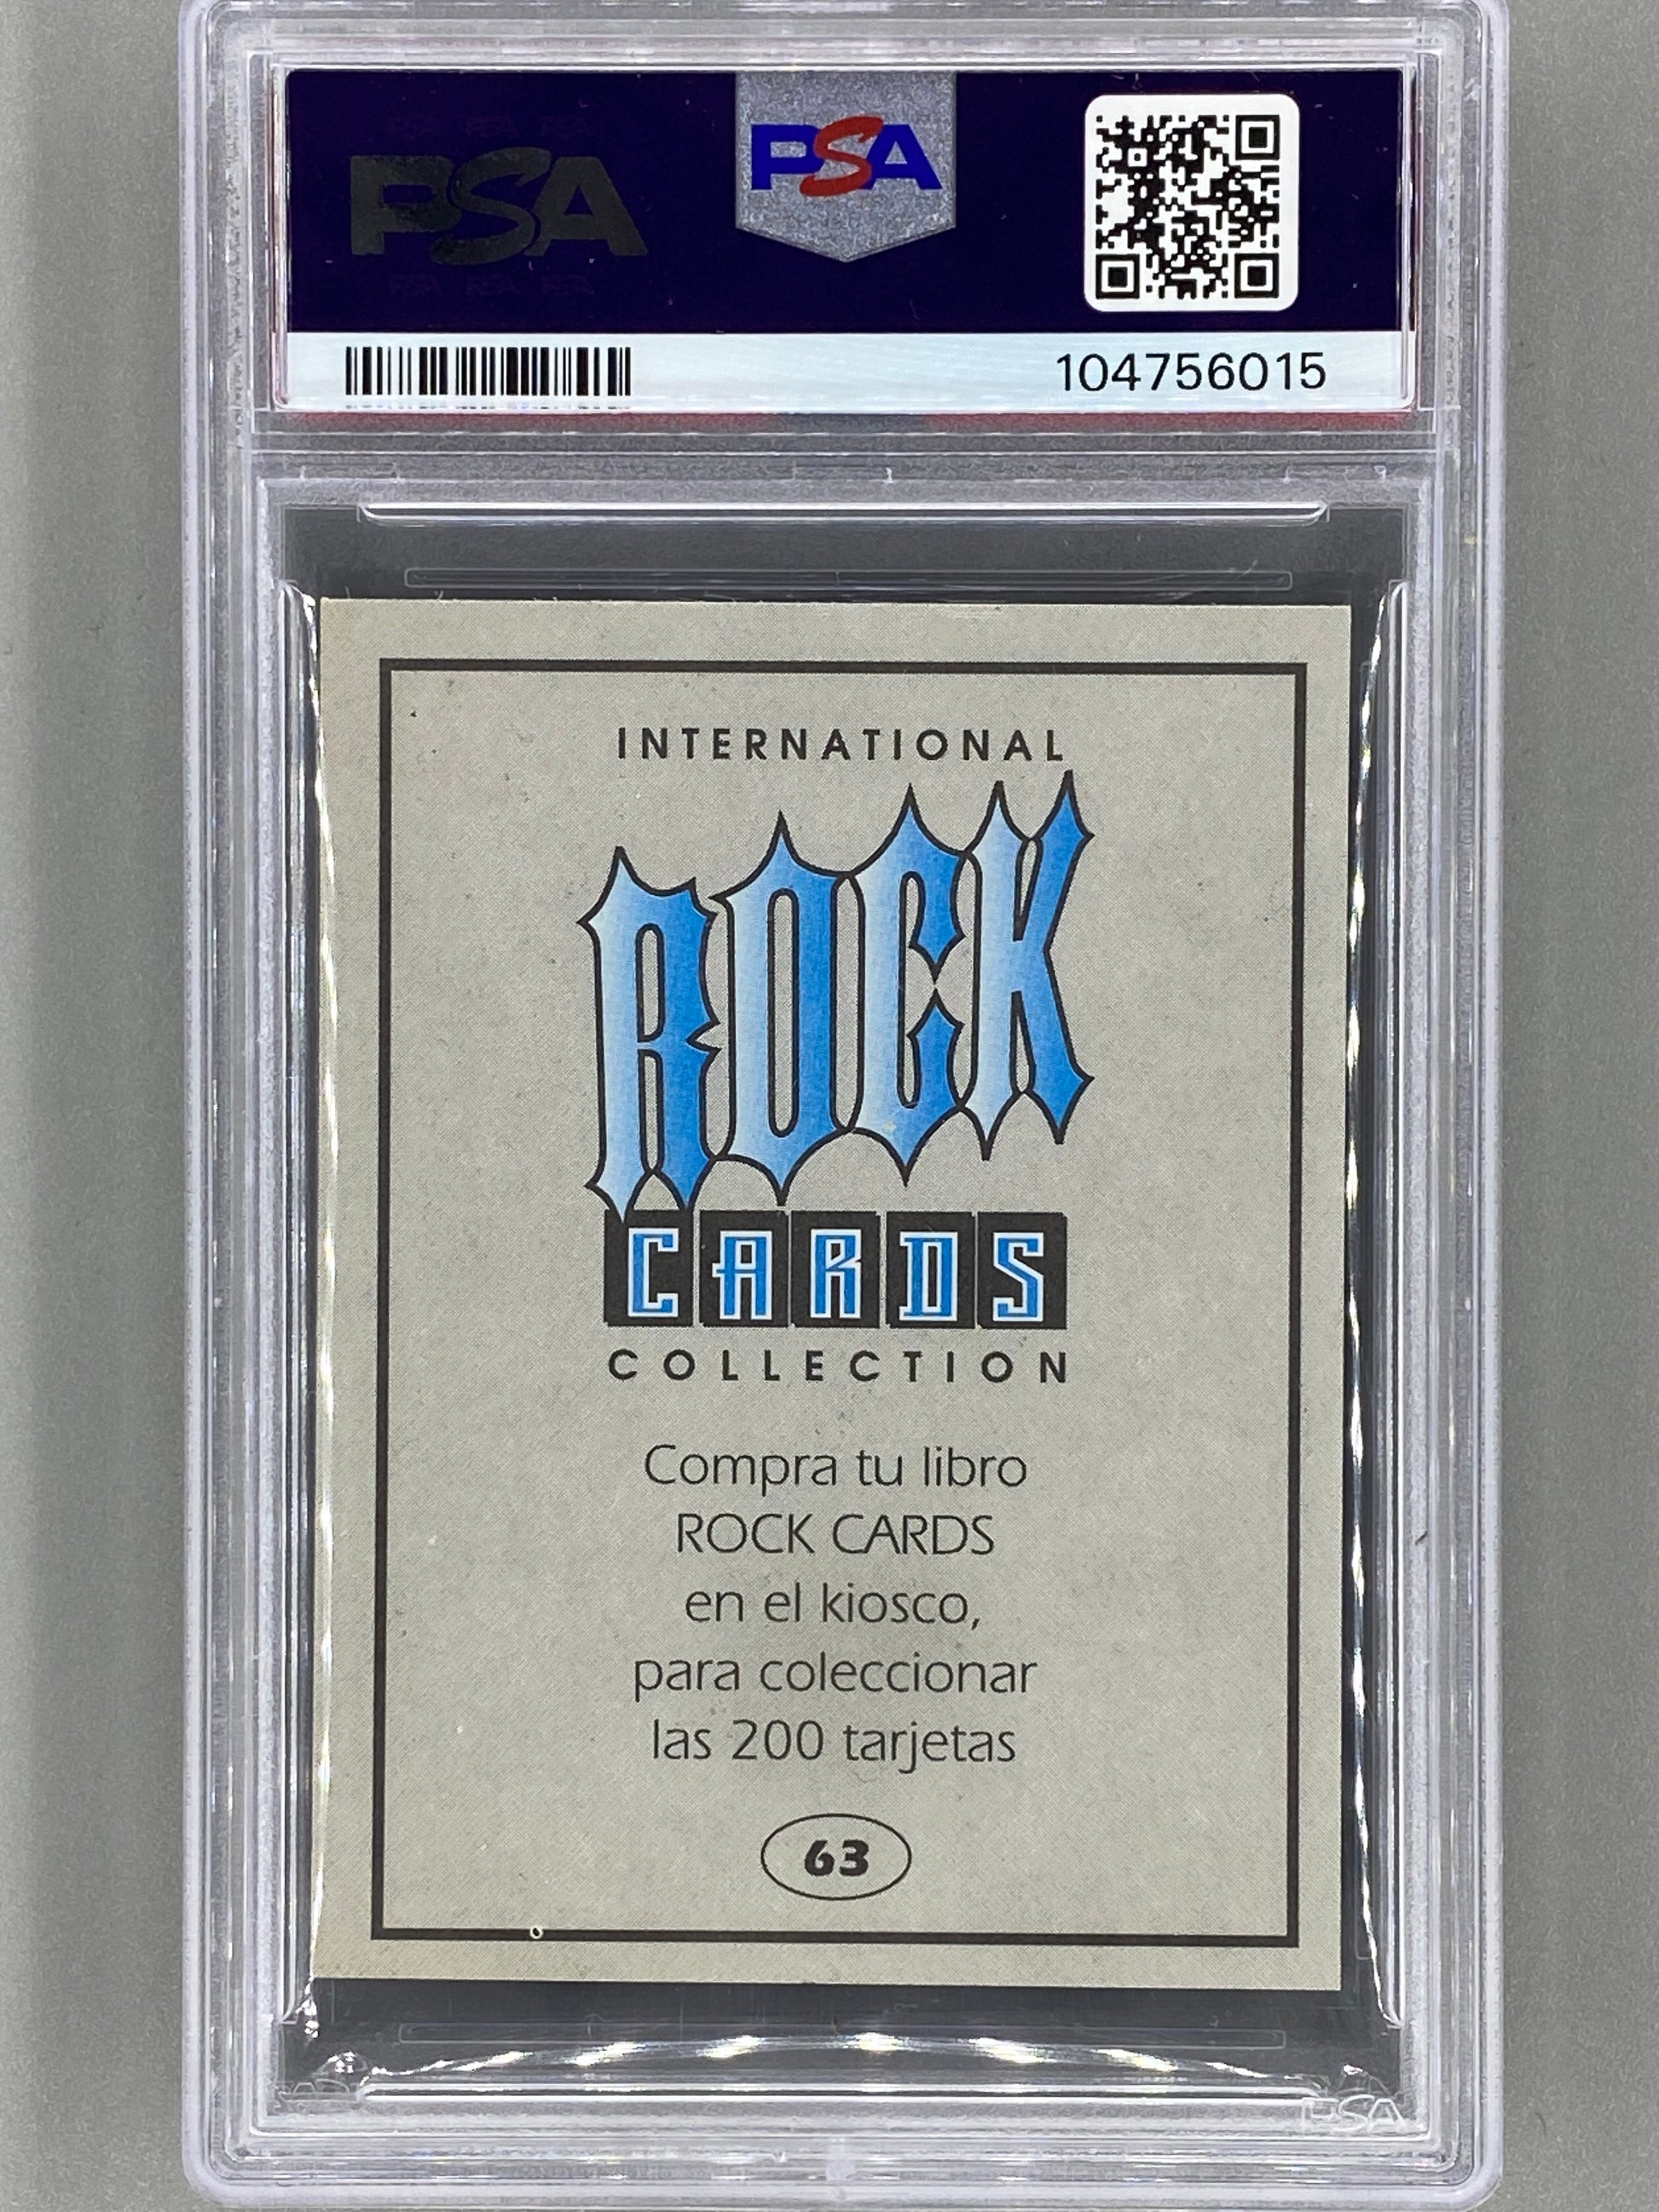 PSA
PSA
104756015
INTERNATIONAL
ROCK
CARDS
COLLECTION
Compra tu libro
ROCK CARDS
en el kiosco,
para coleccionar
las 200 tarjetas
63
PSA